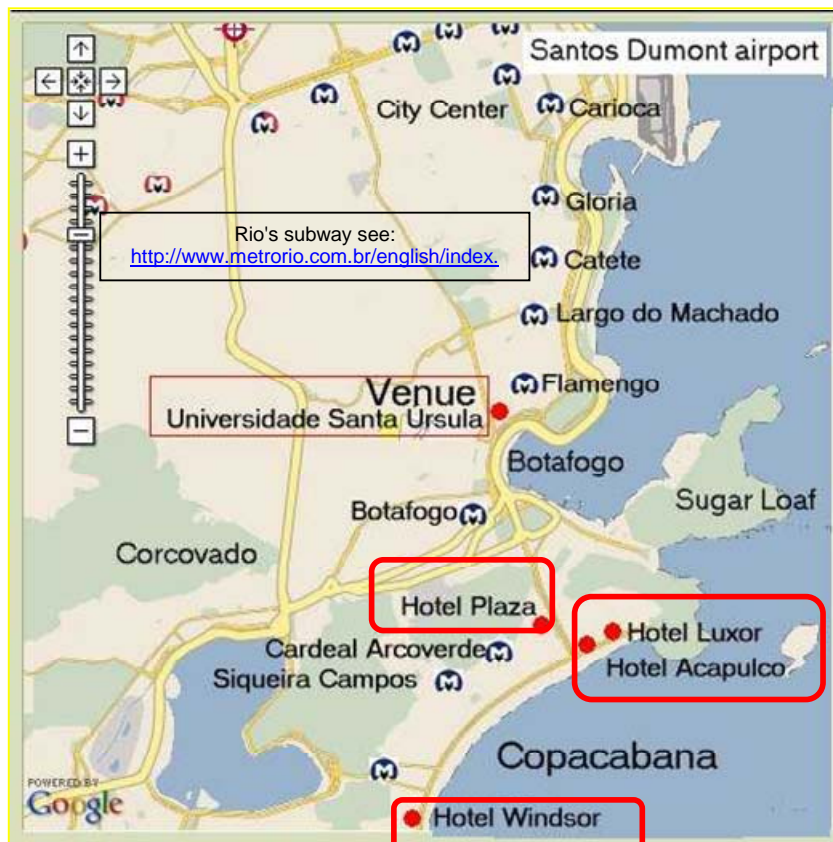 Santos Dumont airport
City Center
Carioca
Gloria
Rio's subway see:
http://www.metrorio.com.br/english/index.
Catete
Largo do Machado
Flamengo
Venue
Universidade Santa Ursula
Botafogo
Sugar Loaf
Botafogo
Corcovado
Hotel Plaza
Hotel Luxor
Hotel Acapulco
Cardeal Arcoverde
Siqueira Campos
Copacabana
POWERED BY
Google
Hotel Windsor